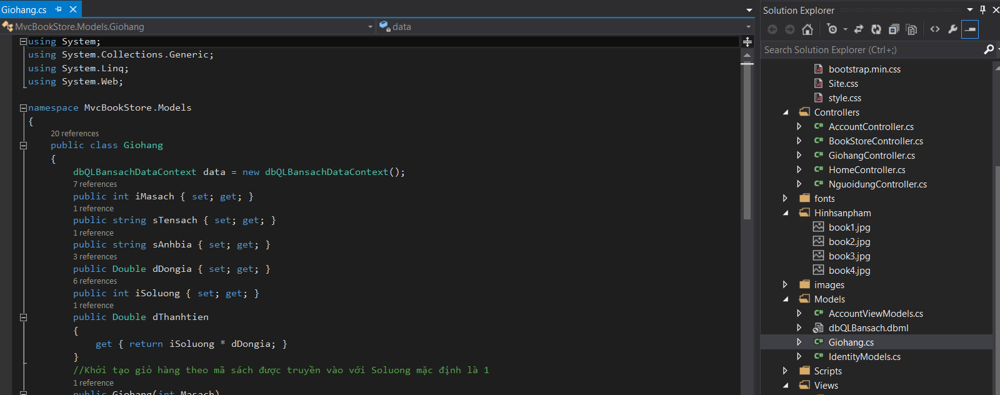 Giohang.cs
MvcBookStore.Models.Giohang
data
using System;
using System.Collections.Generic;
using System.Linq;
using System.Web;
namespace MvcBookStore.Models
{
20 references
public class Giohang
{
dbQLBansachDataContext data = new dbQLBansachDataContext();
7 references
public int iMasach { set; get; }
1 reference
public string sTensach { set; get; }
1 reference
public string sAnhbia { set; get; }
3 references
public Double dDongia { set; get; }
6 references
public int iSoluong { set; get; }
1 reference
public Double dThanhtien
{
get { return iSoluong * dDongia; }
}
//Khởi tạo giỏ hàng theo mã sách được truyền vào với Soluong mặc định là 1
1 reference
public Giohang(int Masach)
Solution Explorer
Search Solution Explorer (Ctrl+;)
bootstrap.min.css
Site.css
style.css
Controllers
C# AccountController.cs
C# BookStoreController.cs
C# GiohangController.cs
C# HomeController.cs
C# NguoidungController.cs
fonts
Hinhsanpham
book1.jpg
book2.jpg
book3.jpg
book4.jpg
images
Models
C# AccountViewModels.cs
dbQLBansach.dbml
C# Giohang.cs
C# IdentityModels.cs
Scripts
Views